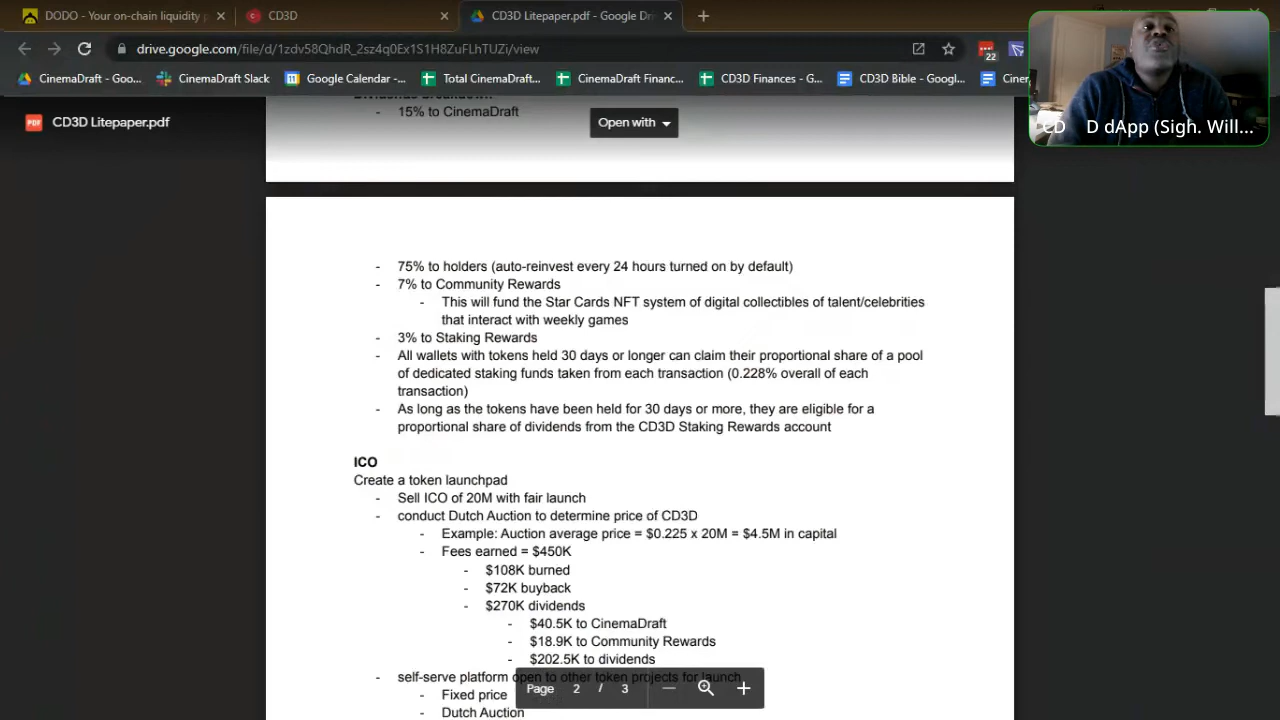 DODO - Your on-chain liquidity p
CD3D
CD3D Litepaper.pdf - Google Dri
drive.google.com/file/d/1zdv58QhdR_2sz4q0Ex1S1H8ZuFLhTUZi/view
22
CinemaDraft - Goo...
CinemaDraft Slack
Google Calendar -...
Total CinemaDraft...
CinemaDraft Financ...
CD3D Finances - G...
CD3D Bible - Googl...
Ciner
D dApp (Sigh. Will...
PDF
CD3D Litepaper.pdf
Open with
- 15% to CinemaDraft
- 75% to holders (auto-reinvest every 24 hours turned on by default)
- 7% to Community Rewards
- This will fund the Star Cards NFT system of digital collectibles of talent/celebrities
that interact with weekly games
- 3% to Staking Rewards
- All wallets with tokens held 30 days or longer can claim their proportional share of a pool
of dedicated staking funds taken from each transaction (0.228% overall of each
transaction)
- As long as the tokens have been held for 30 days or more, they are eligible for a
proportional share of dividends from the CD3D Staking Rewards account
ICO
Create a token launchpad
- Sell ICO of 20M with fair launch
- conduct Dutch Auction to determine price of CD3D
- Example: Auction average price = $0.225 x 20M = $4.5M in capital
- Fees earned = $450K
- $108K burned
- $72K buyback
- $270K dividends
- $40.5K to CinemaDraft
- $18.9K to Community Rewards
- $202.5K to dividends
- self-serve platform open to other token projects for launch
- Fixed price
- Dutch Auction
Page 2 / 3